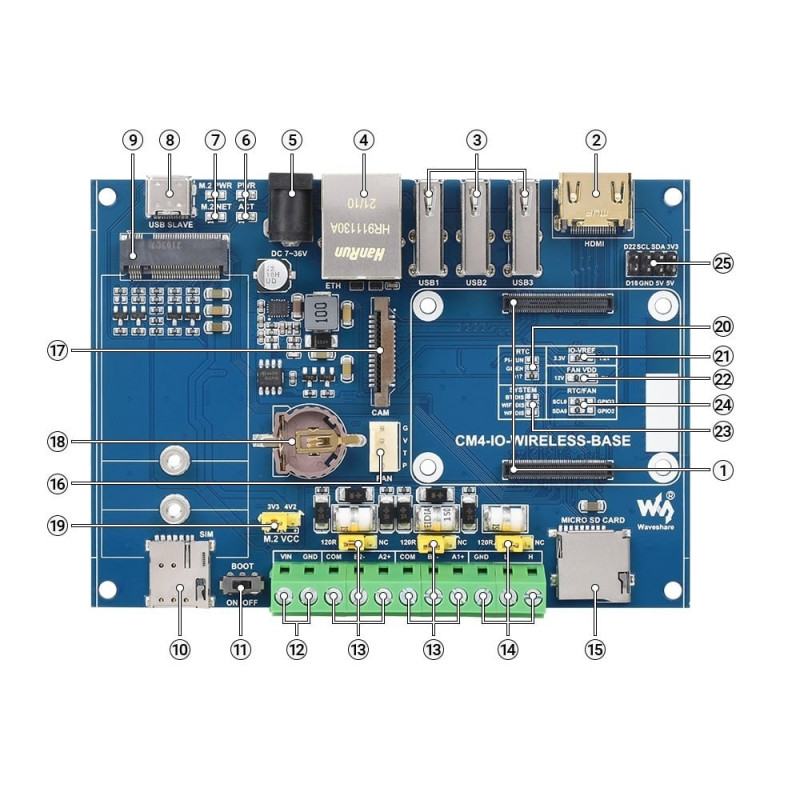 ⑨ ⑧ ⑦ ⑥ ⑤ ④ ③ ②
M.2 PWR PWR
M.2 NET ACT
USB SLAVE
21/10
HR911130A
HanRun
DC 7~36V
ETH
USB1 USB2 USB3
HDMI
D22 SCL SDA 3V3
D18 GND 5V 5V
㉕
100
CAM
⑰
RTC
IO-VREF
3.3V
FAN VDD
12V
SYSTEM
RTC/FAN
SCL0
SDA0
⑳
㉑
㉒
㉔
㉓
①
CM4-IO-WIRELESS-BASE
⑱
G
V
T
P
FAN
⑯
3V3 4V2
M.2 VCC
⑲
SIM
BOOT
ON OFF
120R NC 120R NC 120R NC
VIN GND COM A2+ COM A1+ GND H
MICRO SD CARD
Waveshare
⑩ ⑪ ⑫ ⑬ ⑬ ⑭ ⑮